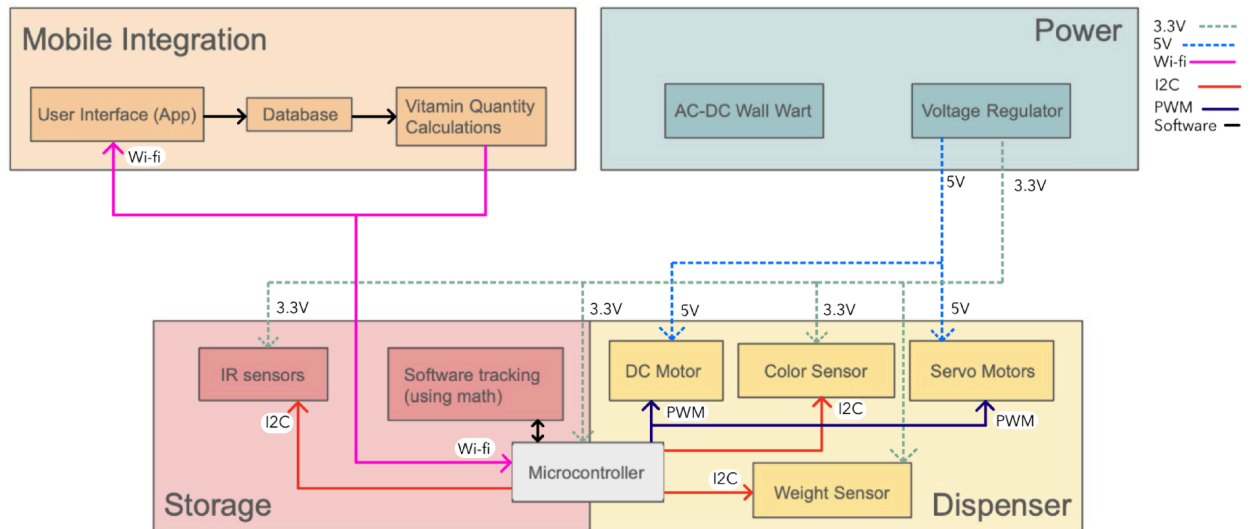 Mobile Integration
User Interface (App)
Database
Vitamin Quantity
Calculations
Wi-fi
Power
AC-DC Wall Wart
Voltage Regulator
5V
3.3V
3.3V
5V
Wi-fi
I2C
PWM
Software
3.3V
3.3V
5V
3.3V
5V
IR sensors
Software tracking
(using math)
DC Motor
Color Sensor
Servo Motors
I2C
PWM
I2C
PWM
Wi-fi
Microcontroller
I2C
Weight Sensor
Storage
Dispenser